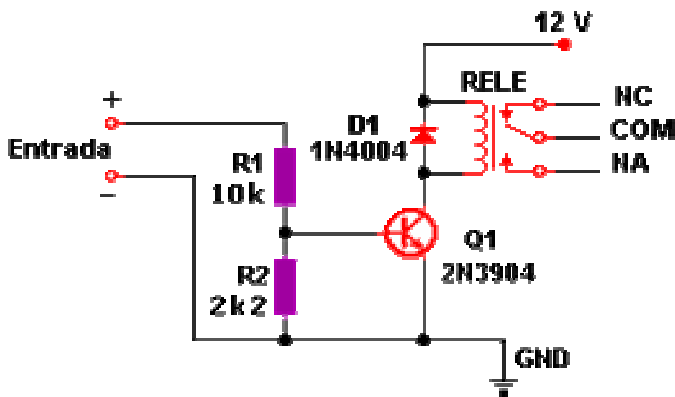 12 V
RELE
NC
COM
NA
D1
1N4004
+
Entrada
–
R1
10k
R2
2k2
Q1
2N3904
GND